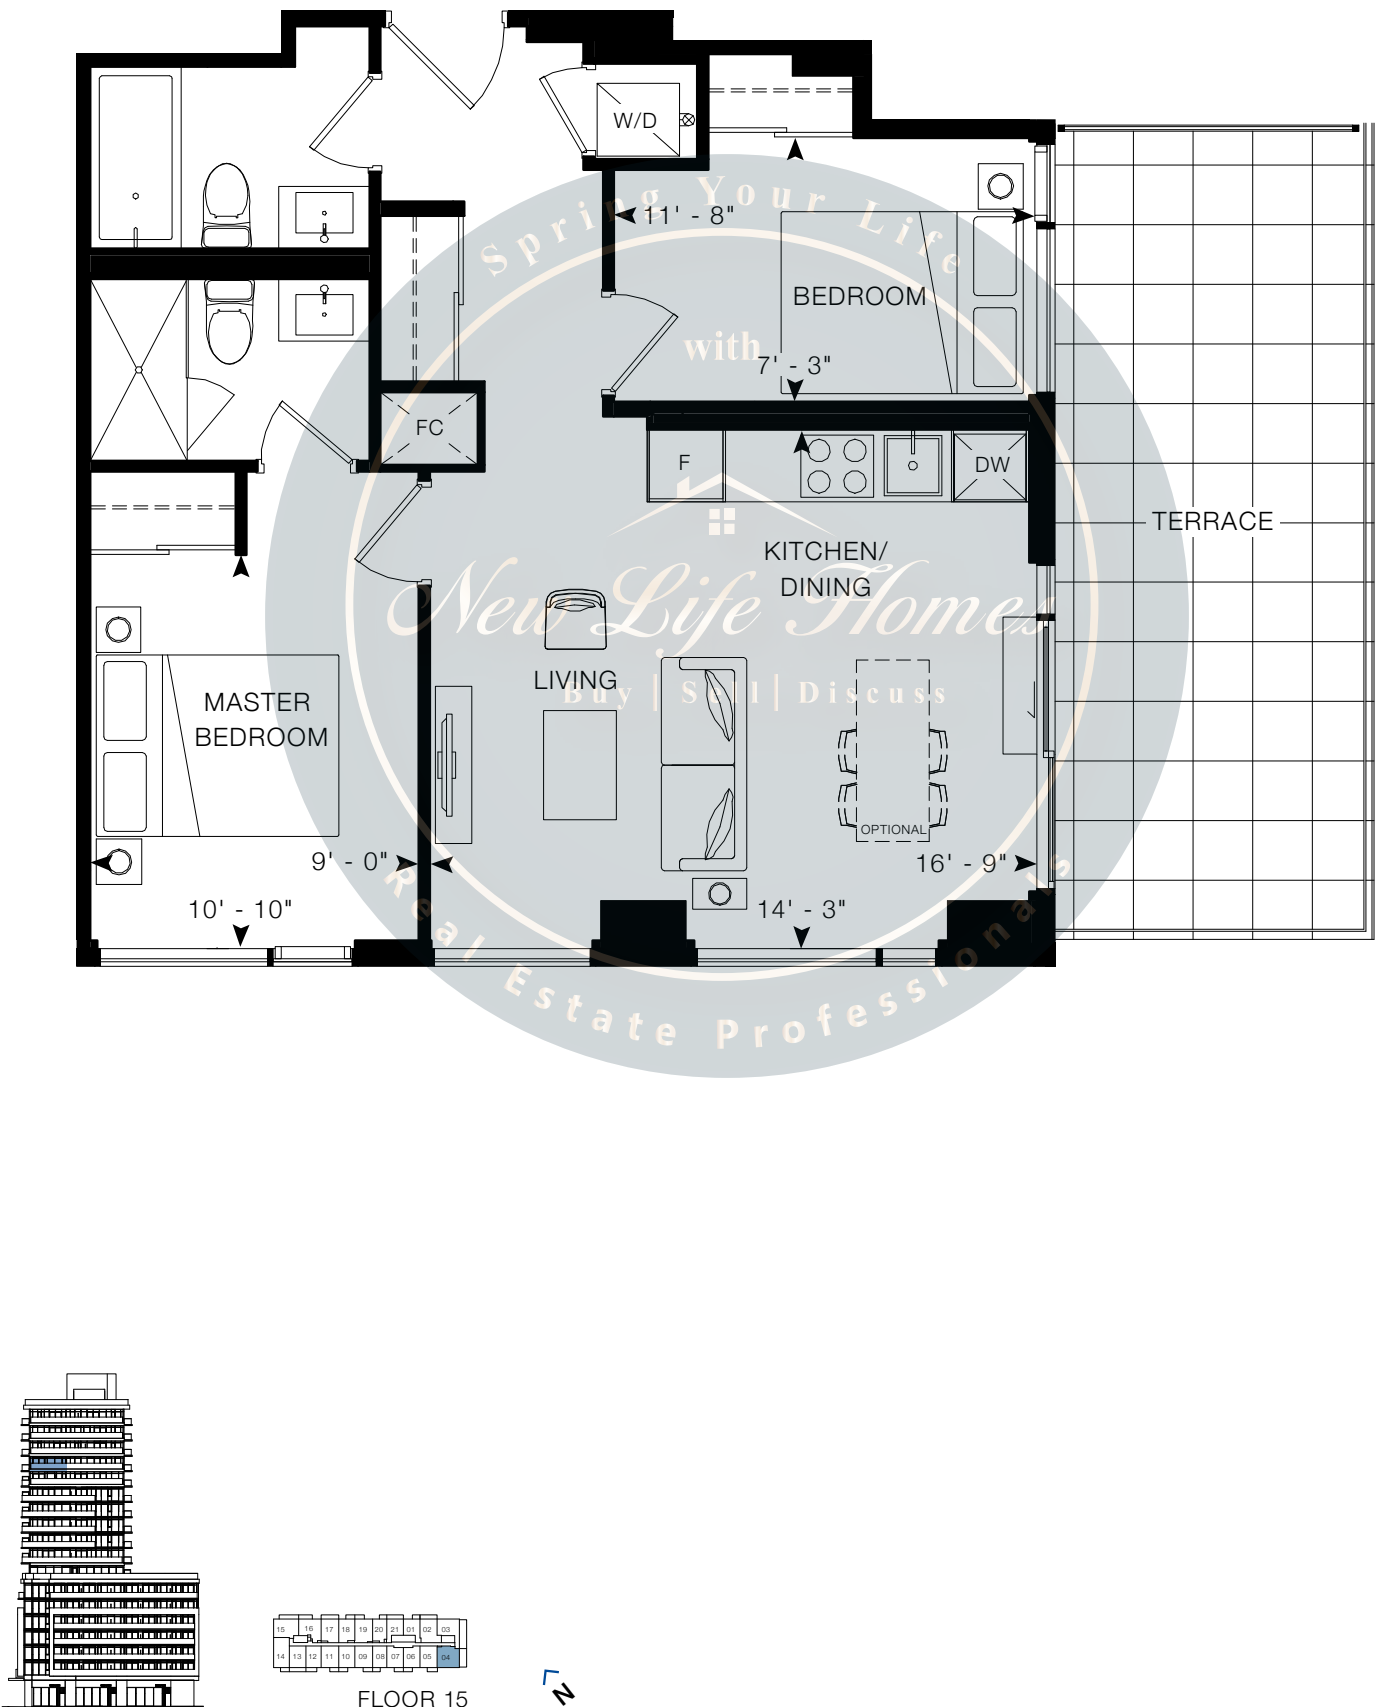 W/D
Spring Your Life
11' - 8"
BEDROOM
with
7' - 3"
FC
F
DW
TERRACE
KITCHEN/
DINING
New Life Homes
LIVING
Buy | Sell | Discuss
MASTER
BEDROOM
OPTIONAL
9' - 0"
16' - 9"
10' - 10"
14' - 3"
Real Estate Professionals
15 16 17 18 19 20 21 01 02 03
14 13 12 11 10 09 08 07 06 05 04
FLOOR 15
N